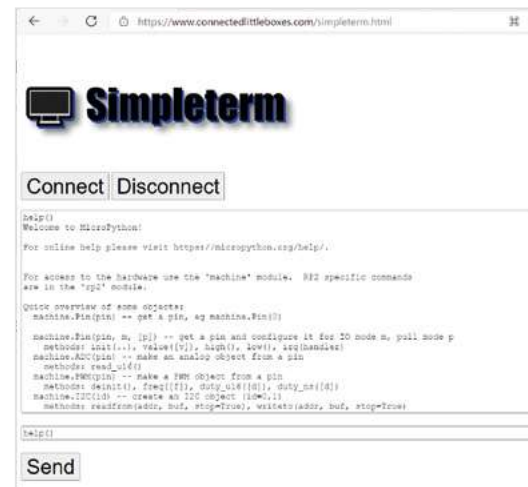 https://www.connectedlittleboxes.com/simpleterm.html
Simpleterm
Connect Disconnect
help()
Welcome to MicroPython!
For online help please visit https://micropython.org/help/.
For access to the hardware use the 'machine' module. RP2 specific commands
are in the 'rp2' module.
Quick overview of some objects:
machine.Pin(pin) -- get a pin, eg machine.Pin(0)
machine.Pin(pin, m, [p]) -- get a pin and configure it for IO mode m, pull mode p
methods: init(..), value([v]), high(), low(), irq(handler)
machine.ADC(pin) -- make an analog object from a pin
methods: read_u16()
machine.PWM(pin) -- make a PWM object from a pin
methods: deinit(), freq([f]), duty_u16([d]), duty_ns([d])
machine.I2C(id) -- create an I2C object (id=0,1)
methods: readfrom(addr, buf, stop=True), writeto(addr, buf, stop=True)
help()
Send